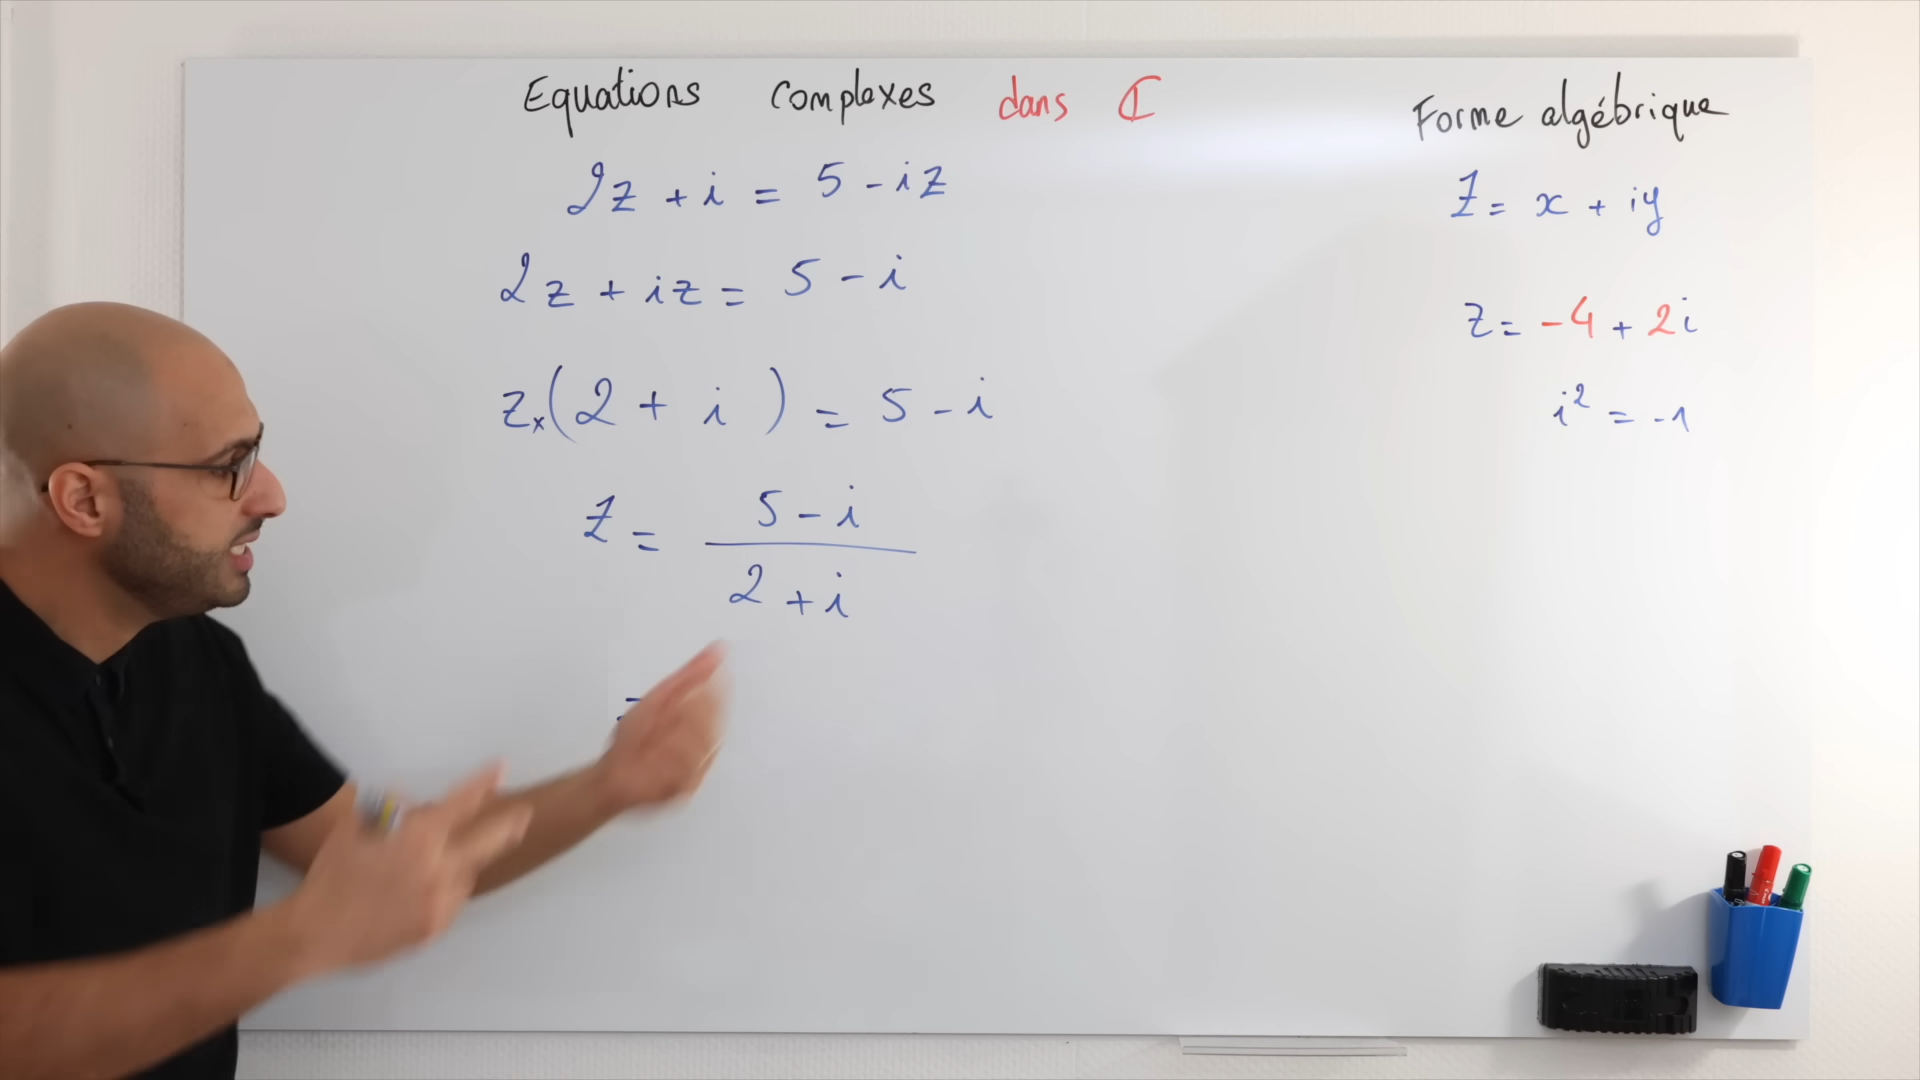 Equations complexes dans ℂ
2z + i = 5 - iz
2z + iz = 5 - i
z×(2 + i) = 5 - i
z = 
5 - i
2 + i
=
Forme algébrique
z = x + iy
z = -4 + 2i
i² = -1